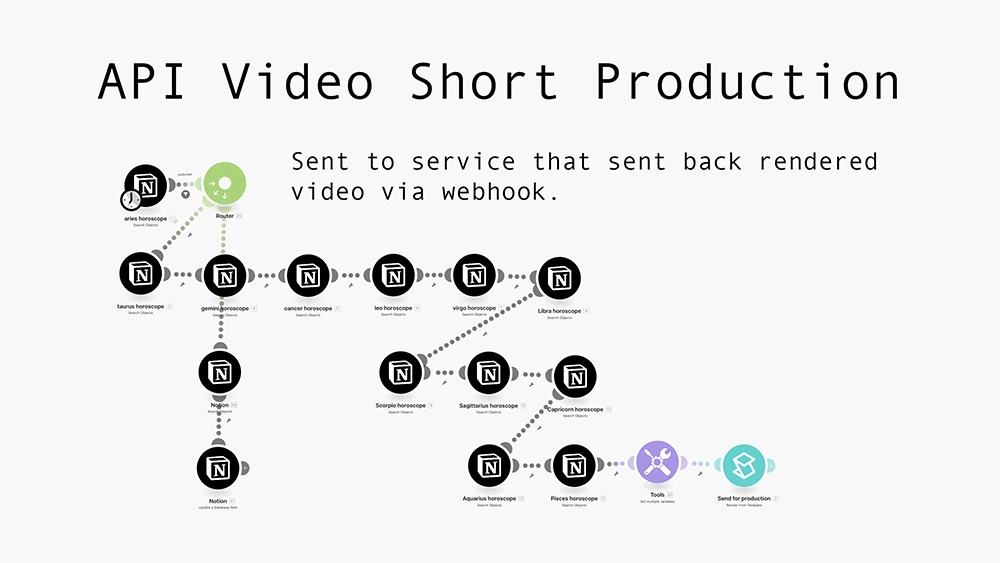 API Video Short Production
Sent to service that sent back rendered
video via webhook.
aries horoscope
Search Objects
Router
taurus horoscope
Search Objects
gemini horoscope
Search Objects
cancer horoscope
Search Objects
leo horoscope
Search Objects
virgo horoscope
Search Objects
Libra horoscope
Search Objects
Scorpio horoscope
Search Objects
Sagittarius horoscope
Search Objects
Capricorn horoscope
Search Objects
Notion
Search Objects
Aquarius horoscope
Search Objects
Pisces horoscope
Search Objects
Tools
Set multiple variables
Send for production
Render from Template
Notion
Update a Database Item